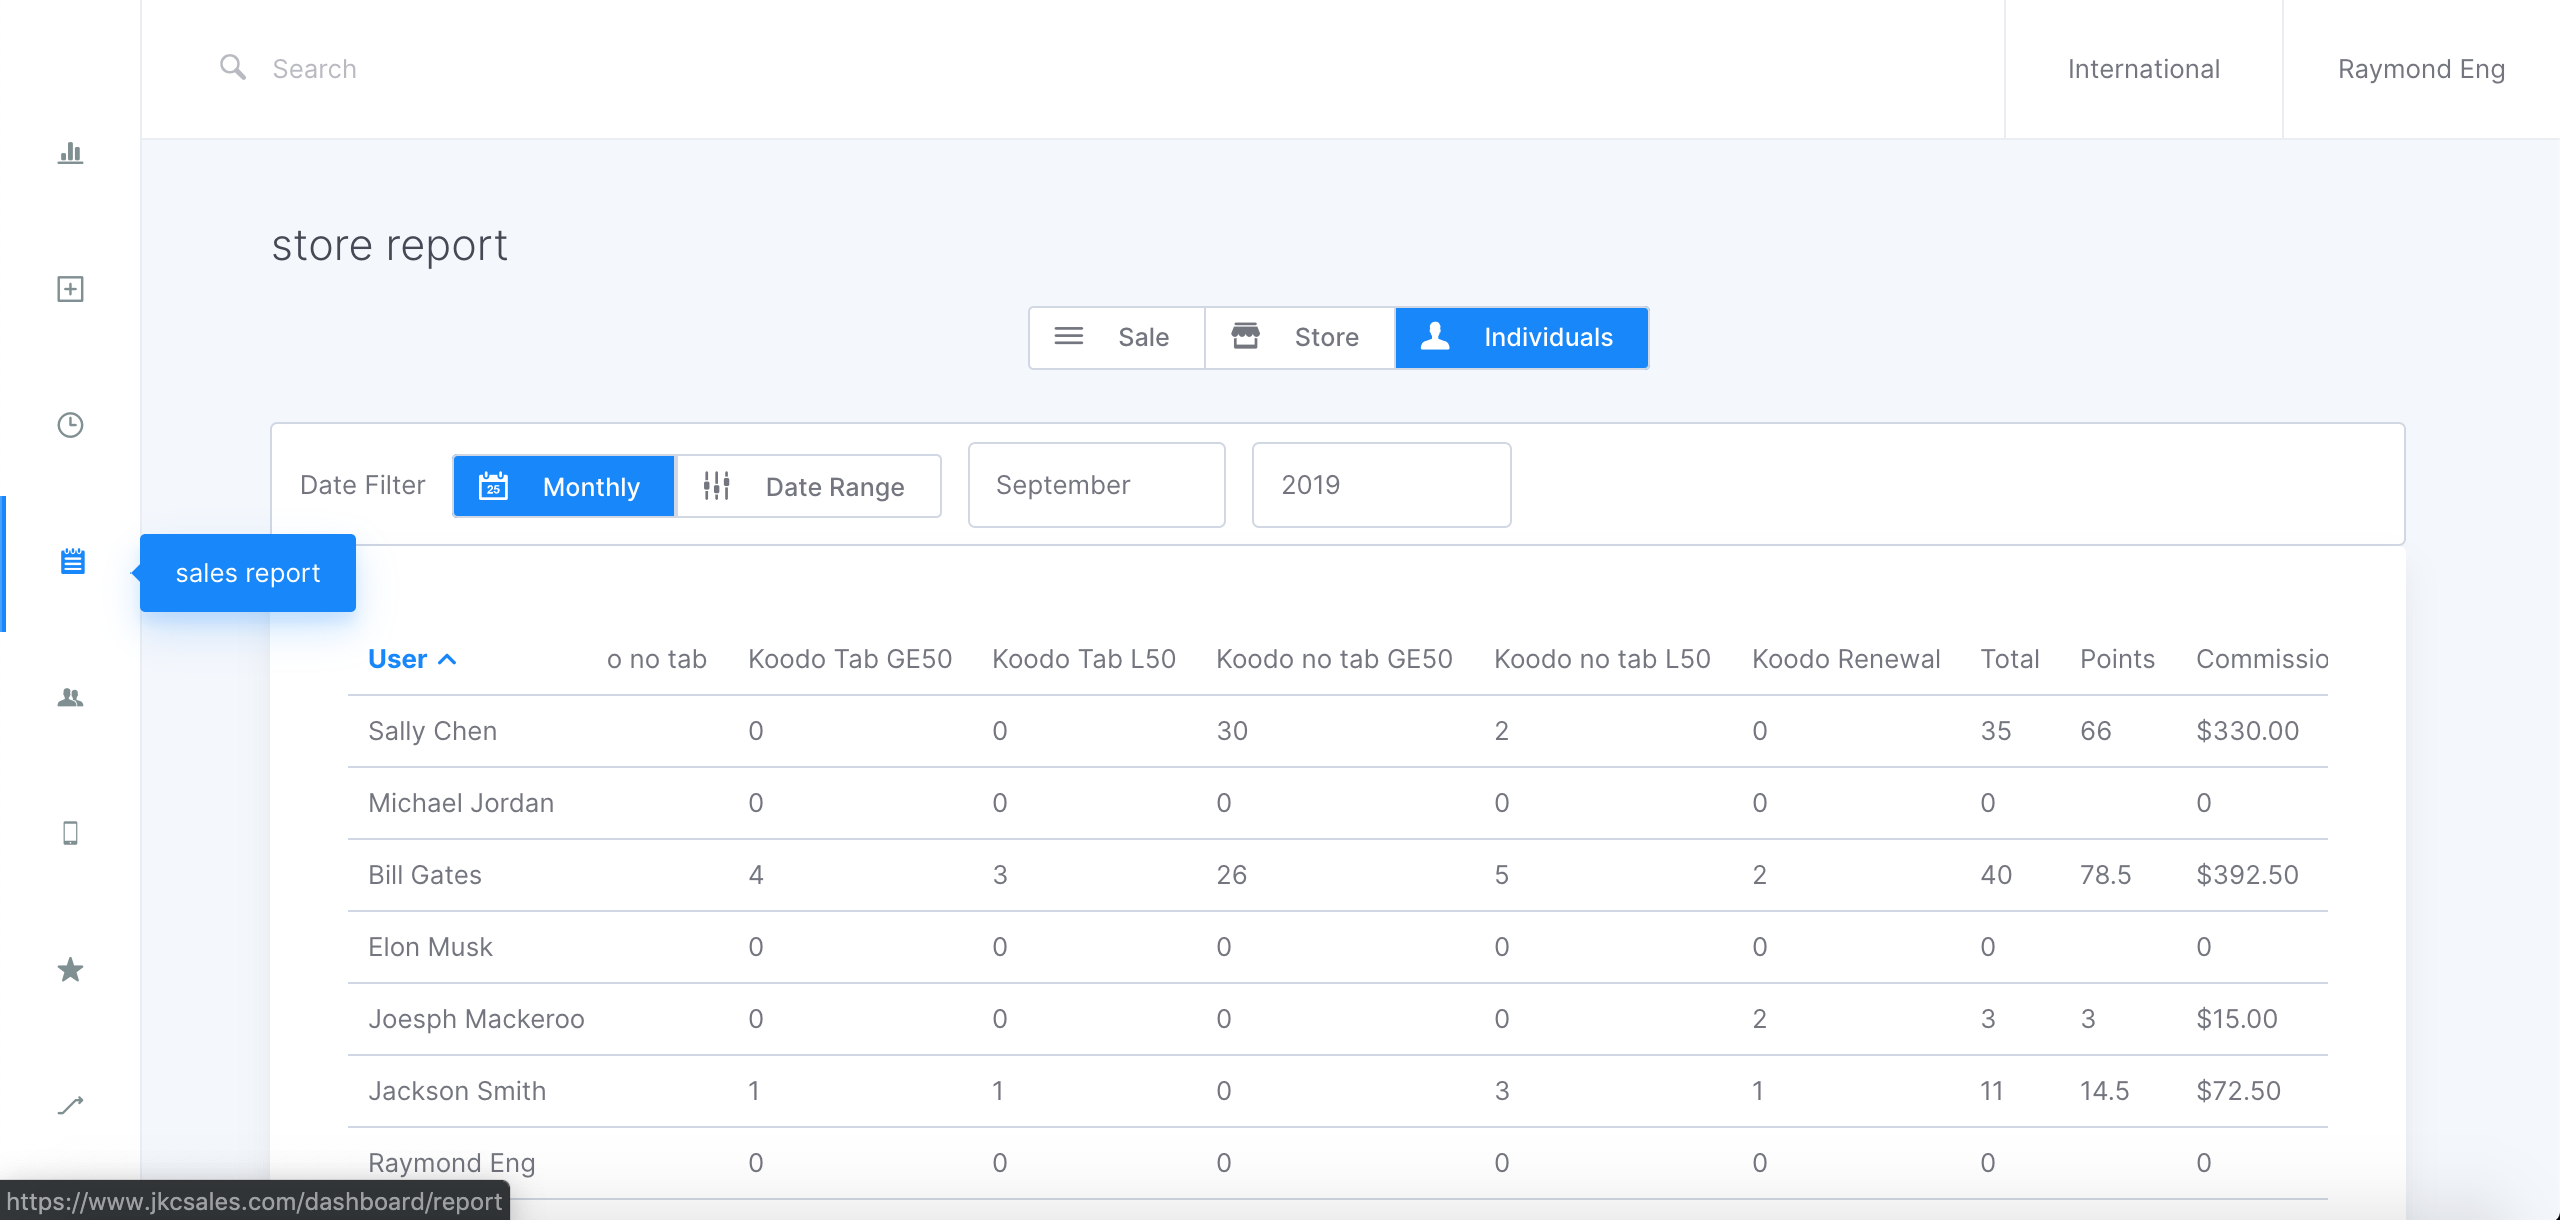 Search
International
Raymond Eng
store report
Sale
Store
Individuals
Date Filter
25
Monthly
Date Range
September
2019
sales report
User o no tab Koodo Tab GE50 Koodo Tab L50 Koodo no tab GE50 Koodo no tab L50 Koodo Renewal Total Points Commissio
Sally Chen 0 0 30 2 0 35 66 $330.00
Michael Jordan 0 0 0 0 0 0 0
Bill Gates 4 3 26 5 2 40 78.5 $392.50
Elon Musk 0 0 0 0 0 0 0
Joesph Mackeroo 0 0 0 0 2 3 3 $15.00
Jackson Smith 1 1 0 3 1 11 14.5 $72.50
Raymond Eng 0 0 0 0 0 0 0
https://www.jkcsales.com/dashboard/report